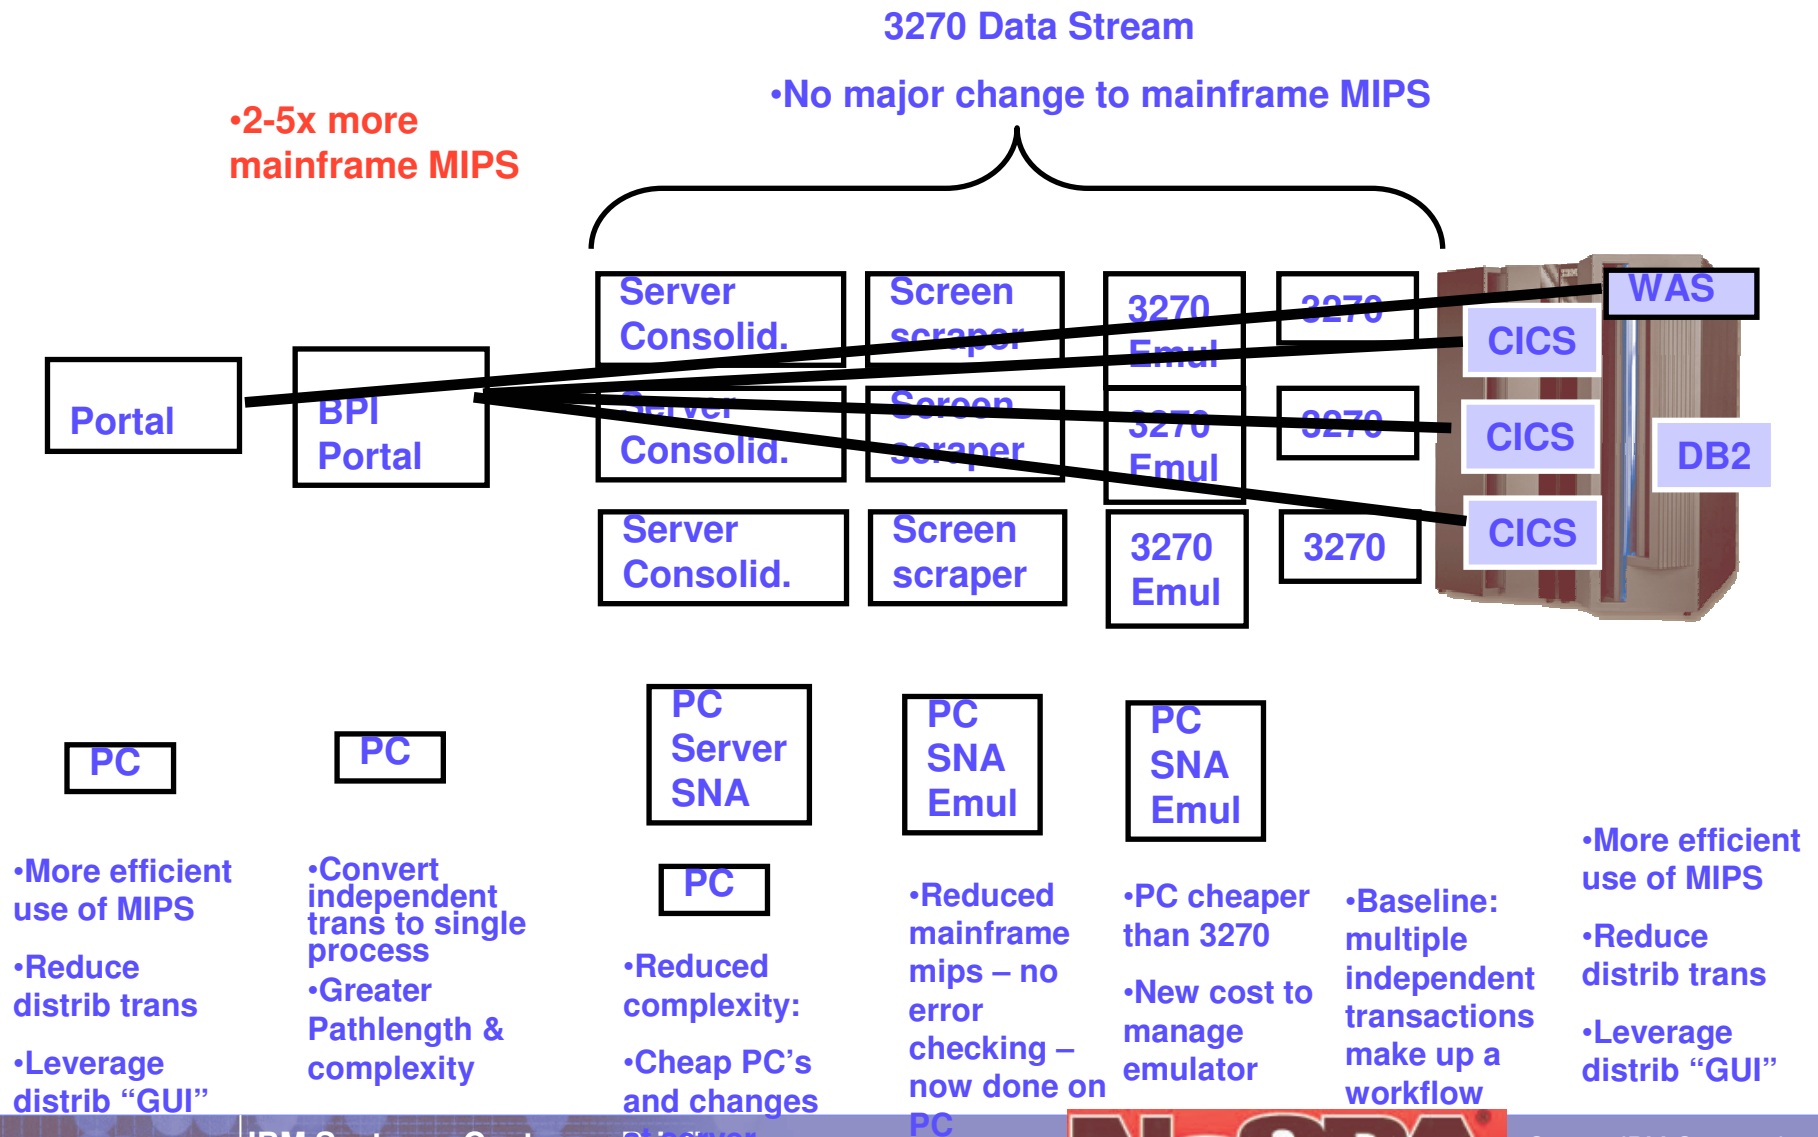 3270 Data Stream
•No major change to mainframe MIPS
•2-5x more
mainframe MIPS
Server
Consolid.
Screen
scraper
3270
Emul
3270
WAS
CICS
Portal
BPI
Portal
Server
Consolid.
Screen
scraper
3270
Emul
3270
CICS
DB2
Server
Consolid.
Screen
scraper
3270
Emul
3270
CICS
PC
PC
PC
Server
SNA
PC
SNA
Emul
PC
SNA
Emul
PC
•More efficient
use of MIPS
•Reduce
distrib trans
•Leverage
distrib “GUI”
•Convert
independent
trans to single
process
•Greater
Pathlength &
complexity
•Reduced
complexity:
•Cheap PC’s
and changes
at server
•Reduced
mainframe
mips – no
error
checking –
now done on
PC
•PC cheaper
than 3270
•New cost to
manage
emulator
•Baseline:
multiple
independent
transactions
make up a
workflow
•More efficient
use of MIPS
•Reduce
distrib trans
•Leverage
distrib “GUI”